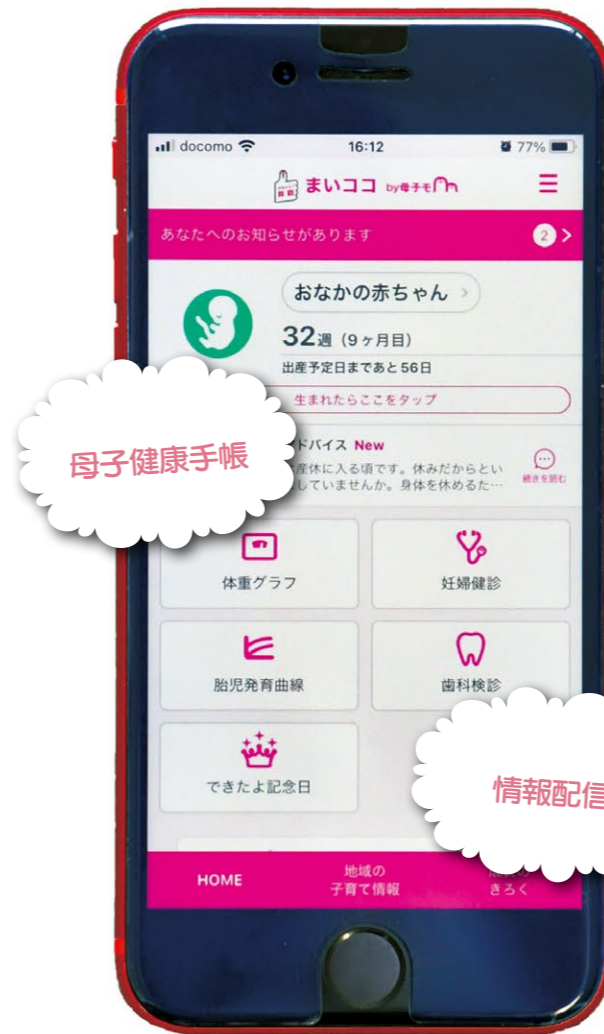 docomo 16:12 77%
まいココ by母子モ
あなたへのお知らせがあります 2
おなかの赤ちゃん
32週（9ヶ月目）
出産予定日まであと56日
生まれたらここをタップ
母子健康手帳
ドバイス New
産休に入る頃です。休みだからとい
していませんか。身体を休めるた…
続きを読む
体重グラフ
妊婦健診
胎児発育曲線
歯科検診
できたよ記念日
情報配信
HOME
地域の
子育て情報
きろく